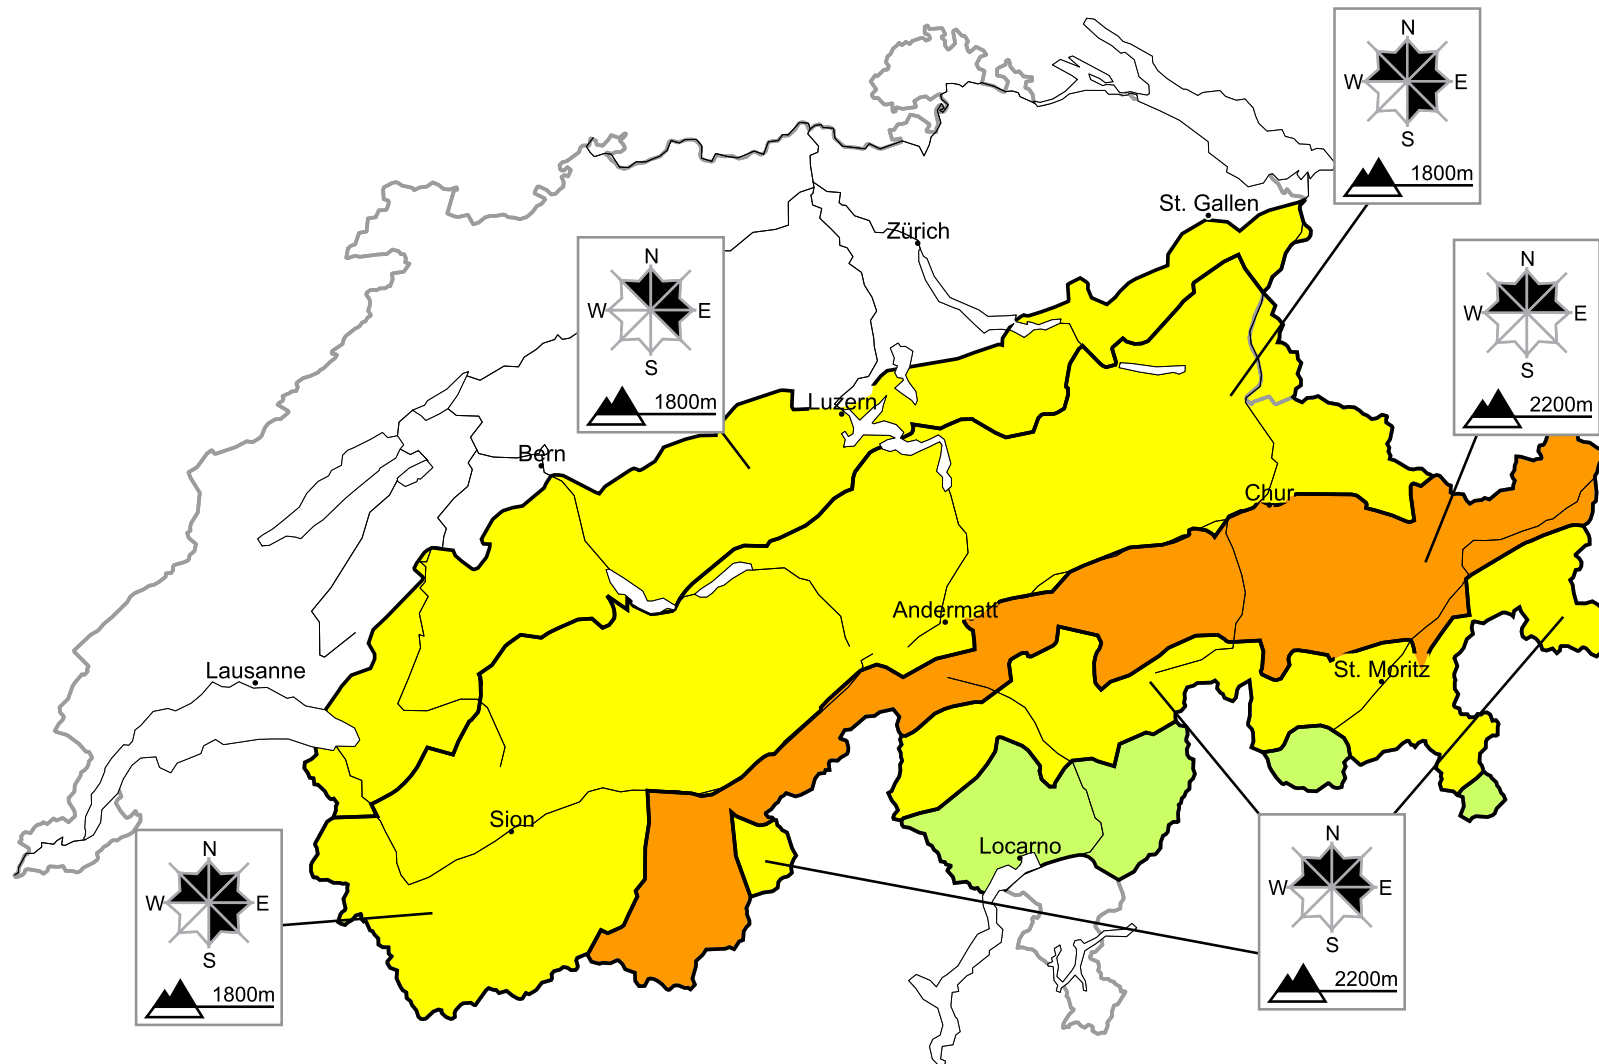 N
W E
S
1800m
St. Gallen
Zürich
N
W E
S
1800m
N
W E
S
2200m
Luzern
Bern
Chur
Andermatt
Lausanne
St. Moritz
Sion
Locarno
N
W E
S
1800m
N
W E
S
2200m